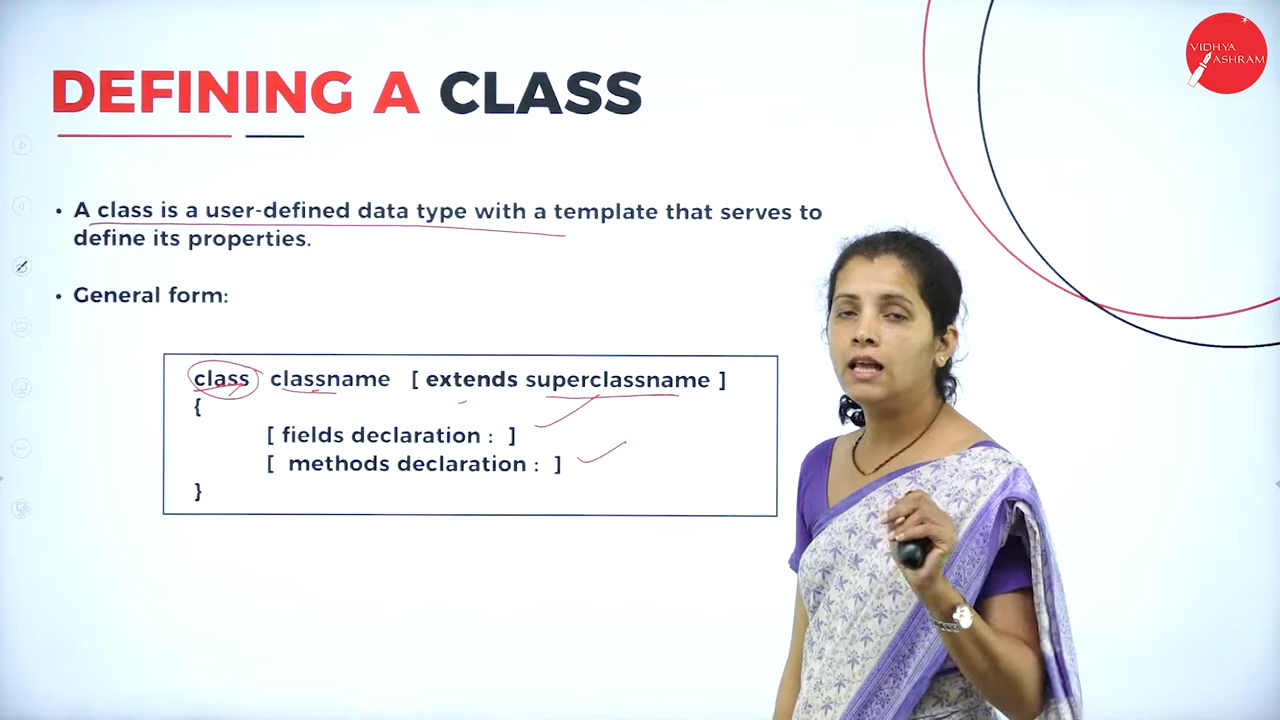 VIDHYA
ASHRAM
DEFINING A CLASS
• A class is a user-defined data type with a template that serves to
define its properties.
• General form:
class classname [ extends superclassname ]
{
[ fields declaration : ]
[ methods declaration : ]
}